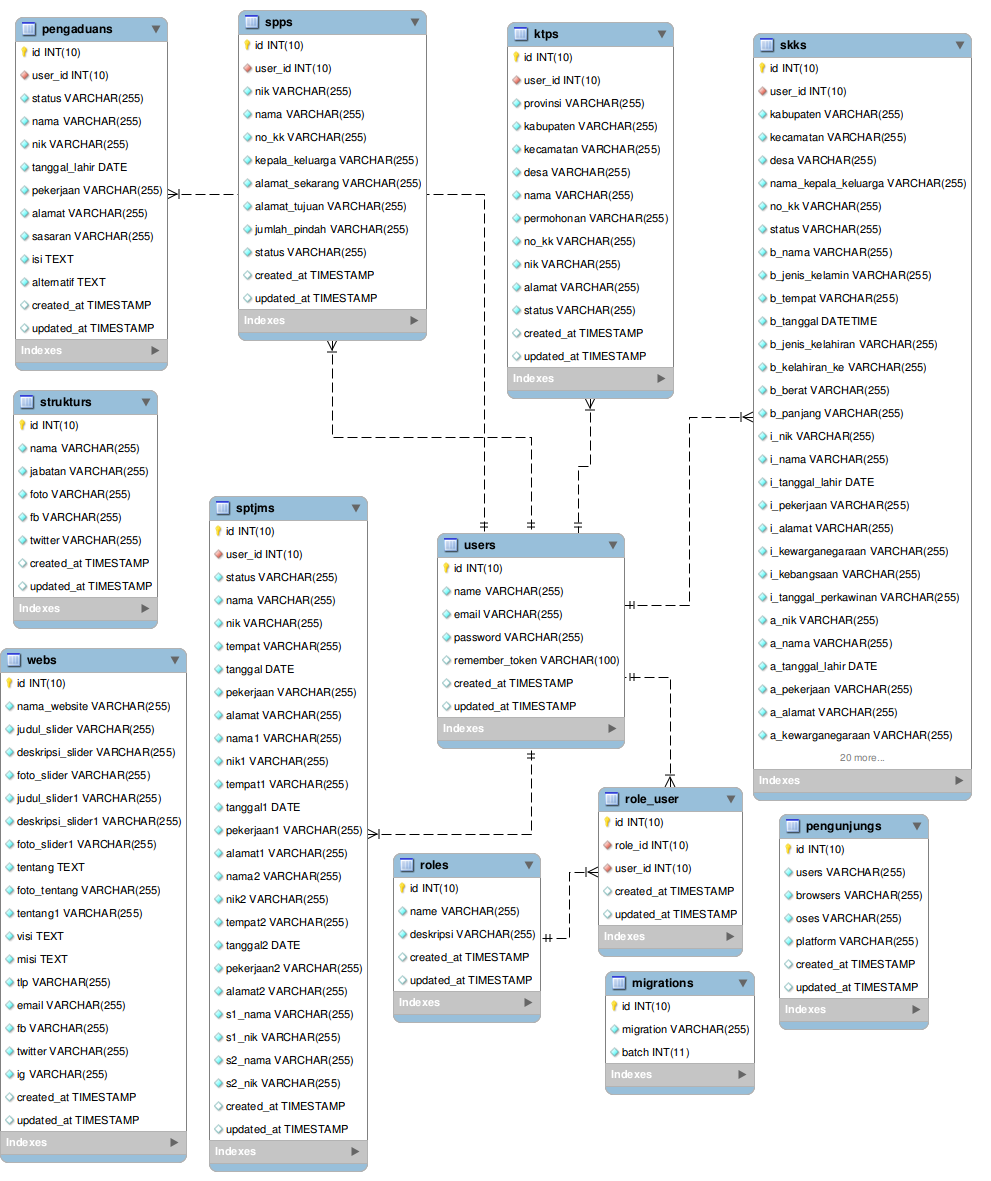 pengaduans
id INT(10)
user_id INT(10)
status VARCHAR(255)
nama VARCHAR(255)
nik VARCHAR(255)
tanggal_lahir DATE
pekerjaan VARCHAR(255)
alamat VARCHAR(255)
sasaran VARCHAR(255)
isi TEXT
alternatif TEXT
created_at TIMESTAMP
updated_at TIMESTAMP
Indexes
spps
id INT(10)
user_id INT(10)
nik VARCHAR(255)
nama VARCHAR(255)
no_kk VARCHAR(255)
kepala_keluarga VARCHAR(255)
alamat_sekarang VARCHAR(255)
alamat_tujuan VARCHAR(255)
jumlah_pindah VARCHAR(255)
status VARCHAR(255)
created_at TIMESTAMP
updated_at TIMESTAMP
Indexes
ktps
id INT(10)
user_id INT(10)
provinsi VARCHAR(255)
kabupaten VARCHAR(255)
kecamatan VARCHAR(255)
desa VARCHAR(255)
nama VARCHAR(255)
permohonan VARCHAR(255)
no_kk VARCHAR(255)
nik VARCHAR(255)
alamat VARCHAR(255)
status VARCHAR(255)
created_at TIMESTAMP
updated_at TIMESTAMP
Indexes
skks
id INT(10)
user_id INT(10)
kabupaten VARCHAR(255)
kecamatan VARCHAR(255)
desa VARCHAR(255)
nama_kepala_keluarga VARCHAR(255)
no_kk VARCHAR(255)
status VARCHAR(255)
b_nama VARCHAR(255)
b_jenis_kelamin VARCHAR(255)
b_tempat VARCHAR(255)
b_tanggal DATETIME
b_jenis_kelahiran VARCHAR(255)
b_kelahiran_ke VARCHAR(255)
b_berat VARCHAR(255)
b_panjang VARCHAR(255)
i_nik VARCHAR(255)
i_nama VARCHAR(255)
i_tanggal_lahir DATE
i_pekerjaan VARCHAR(255)
i_alamat VARCHAR(255)
i_kewarganegaraan VARCHAR(255)
i_kebangsaan VARCHAR(255)
i_tanggal_perkawinan VARCHAR(255)
a_nik VARCHAR(255)
a_nama VARCHAR(255)
a_tanggal_lahir DATE
a_pekerjaan VARCHAR(255)
a_alamat VARCHAR(255)
a_kewarganegaraan VARCHAR(255)
20 more...
Indexes
strukturs
id INT(10)
nama VARCHAR(255)
jabatan VARCHAR(255)
foto VARCHAR(255)
fb VARCHAR(255)
twitter VARCHAR(255)
created_at TIMESTAMP
updated_at TIMESTAMP
Indexes
sptjms
id INT(10)
user_id INT(10)
status VARCHAR(255)
nama VARCHAR(255)
nik VARCHAR(255)
tempat VARCHAR(255)
tanggal DATE
pekerjaan VARCHAR(255)
alamat VARCHAR(255)
nama1 VARCHAR(255)
nik1 VARCHAR(255)
tempat1 VARCHAR(255)
tanggal1 DATE
pekerjaan1 VARCHAR(255)
alamat1 VARCHAR(255)
nama2 VARCHAR(255)
nik2 VARCHAR(255)
tempat2 VARCHAR(255)
tanggal2 DATE
pekerjaan2 VARCHAR(255)
alamat2 VARCHAR(255)
s1_nama VARCHAR(255)
s1_nik VARCHAR(255)
s2_nama VARCHAR(255)
s2_nik VARCHAR(255)
created_at TIMESTAMP
updated_at TIMESTAMP
Indexes
users
id INT(10)
name VARCHAR(255)
email VARCHAR(255)
password VARCHAR(255)
remember_token VARCHAR(100)
created_at TIMESTAMP
updated_at TIMESTAMP
Indexes
webs
id INT(10)
nama_website VARCHAR(255)
judul_slider VARCHAR(255)
deskripsi_slider VARCHAR(255)
foto_slider VARCHAR(255)
judul_slider1 VARCHAR(255)
deskripsi_slider1 VARCHAR(255)
foto_slider1 VARCHAR(255)
tentang TEXT
foto_tentang VARCHAR(255)
tentang1 VARCHAR(255)
visi TEXT
misi TEXT
tlp VARCHAR(255)
email VARCHAR(255)
fb VARCHAR(255)
twitter VARCHAR(255)
ig VARCHAR(255)
created_at TIMESTAMP
updated_at TIMESTAMP
Indexes
role_user
id INT(10)
role_id INT(10)
user_id INT(10)
created_at TIMESTAMP
updated_at TIMESTAMP
Indexes
pengunjungs
id INT(10)
users VARCHAR(255)
browsers VARCHAR(255)
oses VARCHAR(255)
platform VARCHAR(255)
created_at TIMESTAMP
updated_at TIMESTAMP
Indexes
roles
id INT(10)
name VARCHAR(255)
deskripsi VARCHAR(255)
created_at TIMESTAMP
updated_at TIMESTAMP
Indexes
migrations
id INT(10)
migration VARCHAR(255)
batch INT(11)
Indexes